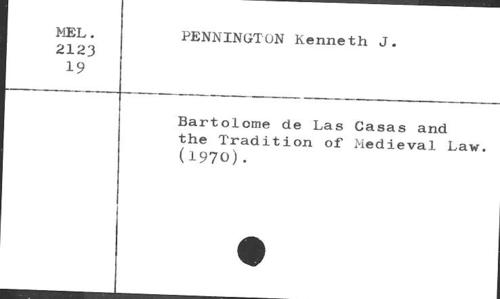 MEL.
2123
19
PENNINGTON Kenneth J.
Bartolome de Las Casas and
the Tradition of Medieval Law.
(1970).